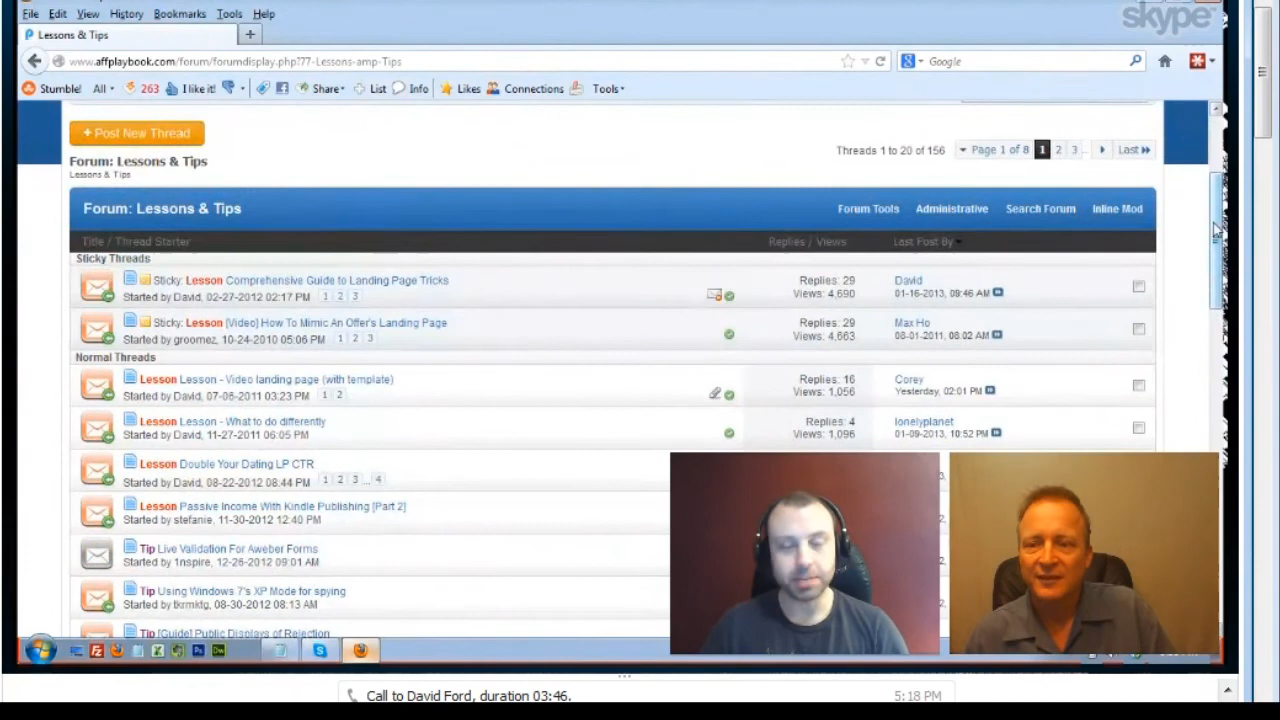 skype™
File Edit View History Bookmarks Tools Help
Lessons & Tips
www.affplaybook.com/forum/forumdisplay.php?77-Lessons-amp-Tips
Google
Stumble! All 263 I like it! Share List Info Likes Connections Tools
+ Post New Thread
Threads 1 to 20 of 156 Page 1 of 8 1 2 3 ... Last
Forum: Lessons & Tips
Lessons & Tips
Forum: Lessons & Tips Forum Tools Administrative Search Forum Inline Mod
Title / Thread Starter Replies / Views Last Post By
Sticky Threads
Sticky: Lesson Comprehensive Guide to Landing Page Tricks Replies: 29 David
Started by David, 02-27-2012 02:17 PM 1 2 3 Views: 4,690 01-16-2013, 09:46 AM
Sticky: Lesson [Video] How To Mimic An Offer's Landing Page Replies: 29 Max Ho
Started by groomez, 10-24-2010 05:06 PM 1 2 3 Views: 4,663 08-01-2011, 08:02 AM
Normal Threads
Lesson Lesson - Video landing page (with template) Replies: 16 Corey
Started by David, 06-2011 03:23 PM 1 2 Views: 1,056 Yesterday, 02:01 PM
Lesson Lesson - What to do differently Replies: 4 lonelyplanet
Started by David, 11-27-2011 06:05 PM Views: 1,096 01-09-2013, 10:52 PM
Lesson Double Your Dating LP CTR
Started by David, 08-22-2012 08:44 PM 1 2 3 ... 4
Lesson Passive Income With Kindle Publishing [Part 2]
Started by stefanie, 11-30-2012 12:40 PM
Tip Live Validation For Aweber Forms
Started by 1nspire, 12-26-2012 09:01 AM
Tip Using Windows 7's XP Mode for spying
Started by tkrmktg, 08-30-2012 08:13 AM
Tip [Guide] Public Displays of Rejection
Call to David Ford, duration 03:46. 5:18 PM